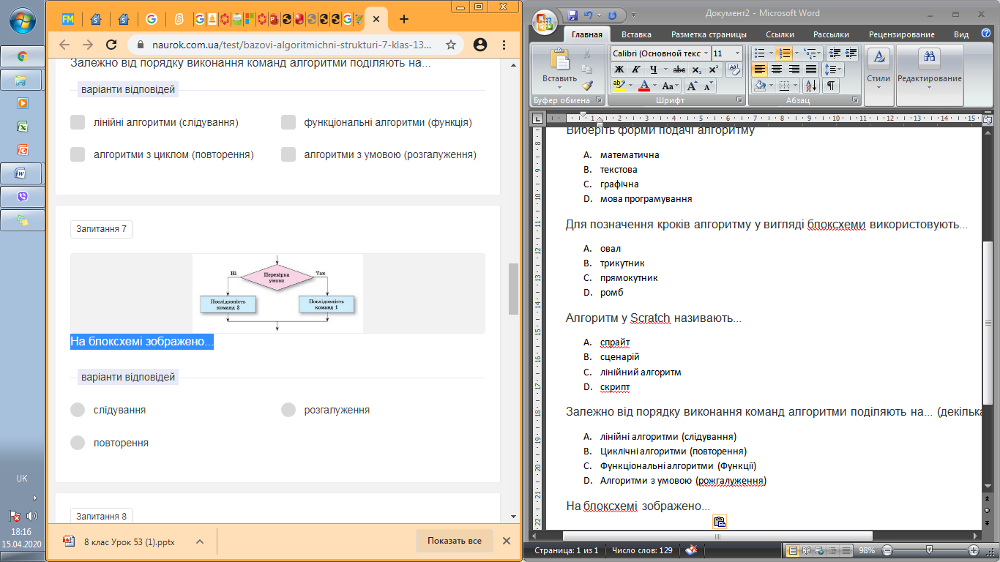 Документ2 - Microsoft Word
naurok.com.ua/test/bazovi-algoritmichni-strukturi-7-klas-13...
Залежно від порядку виконання команд алгоритми поділяють на...
варіанти відповідей
лінійні алгоритми (слідування)
функціональні алгоритми (функція)
алгоритми з циклом (повторення)
алгоритми з умовою (розгалуження)
Запитання 7
Перевірка
умови
Ні
Так
Послідовність
команд 2
Послідовність
команд 1
На блоксхемі зображено...
варіанти відповідей
слідування
розгалуження
повторення
Запитання 8
8 клас Урок 53 (1).pptx
Показать все
UK
18:16
15.04.2020
Главная
Вставка
Разметка страницы
Ссылки
Рассылки
Рецензирование
Вид
Вставить
Буфер обмена
Calibri (Основной текс
11
Шрифт
Абзац
Стили
Редактирование
Виберіть форми подачі алгоритму
A. математична
B. текстова
C. графічна
D. мова програмування
Для позначення кроків алгоритму у вигляді блоксхеми використовують...
A. овал
B. трикутник
C. прямокутник
D. ромб
Алгоритм у Scratch називають...
A. спрайт
B. сценарій
C. лінійний алгоритм
D. скрипт
Залежно від порядку виконання команд алгоритми поділяють на... (декілька
A. лінійні алгоритми (слідування)
B. Циклічні алгоритми (повторення)
C. Функціональні алгоритми (Функції)
D. Алгоритми з умовою (рожгалуження)
На блоксхемі зображено...
Страница: 1 из 1
Число слов: 129
98%